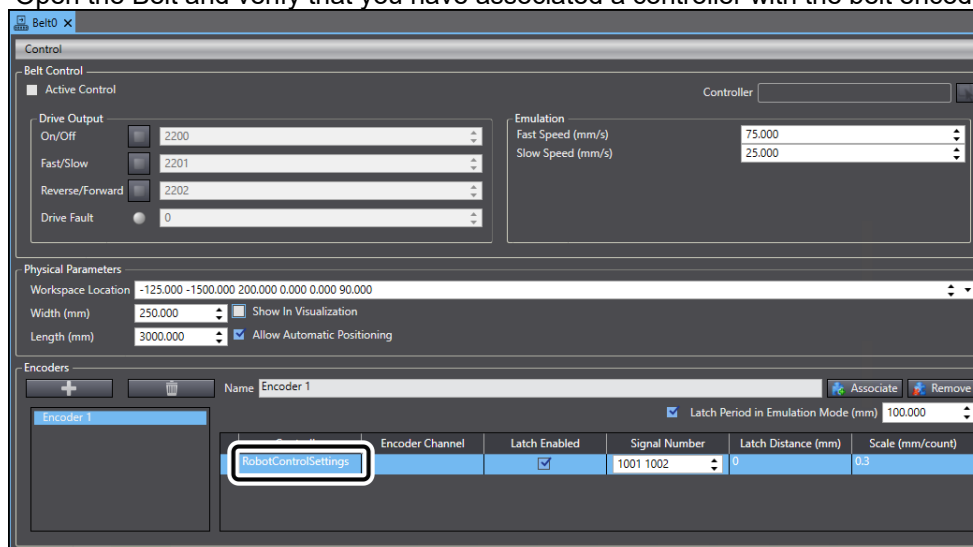 Open the Belt and verify that you have associated a controller with the belt
Belt0
Control
Belt Control
Active Control
Controller
Drive Output
On/Off 2200
Fast/Slow 2201
Reverse/Forward 2202
Drive Fault 0
Emulation
Fast Speed (mm/s) 75.000
Slow Speed (mm/s) 25.000
Physical Parameters
Workspace Location -125.000 -1500.000 200.000 0.000 0.000 90.000
Width (mm) 250.000 Show In Visualization
Length (mm) 3000.000 Allow Automatic Positioning
Encoders
Name Encoder 1 Associate Remove
Encoder 1
Latch Period in Emulation Mode (mm) 100.000
Encoder Channel Latch Enabled Signal Number Latch Distance (mm) Scale (mm/count)
RobotControlSettings 1001 1002 0 0.3